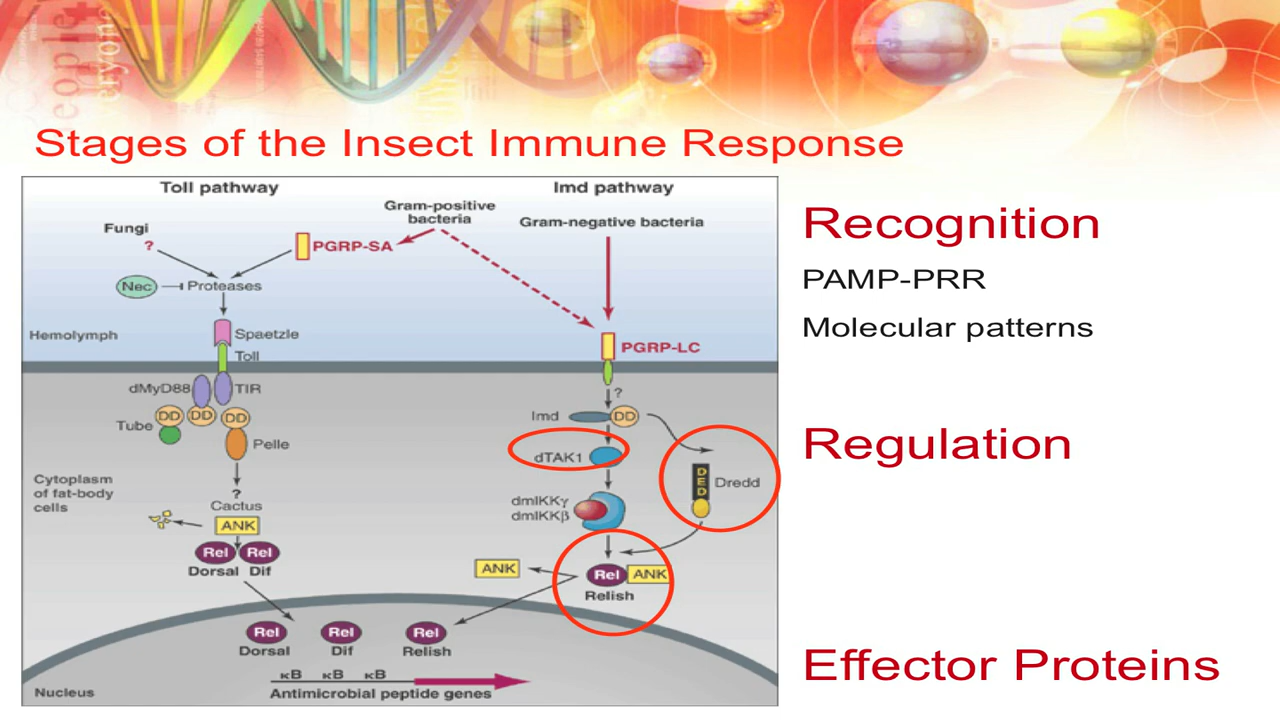 Stages of the Insect Immune Response
Toll pathway
Imd pathway
Gram-positive
bacteria
Gram-negative bacteria
Fungi
?
PGRP-SA
Nec
Proteases
Hemolymph
Spaetzle
Toll
PGRP-LC
?
dMyD88
TIR
DD
DD
DD
Tube
Pelle
Imd
DD
dTAK1
DED
Dredd
Cytoplasm
of fat-body
cells
?
Cactus
ANK
dmIKKγ
dmIKKβ
Rel
Rel
Dorsal
Dif
ANK
Rel
ANK
Relish
Rel
Rel
Rel
Dorsal
Dif
Relish
κB
κB
κB
Nucleus
Antimicrobial peptide genes
Recognition
PAMP-PRR
Molecular patterns
Regulation
Effector Proteins